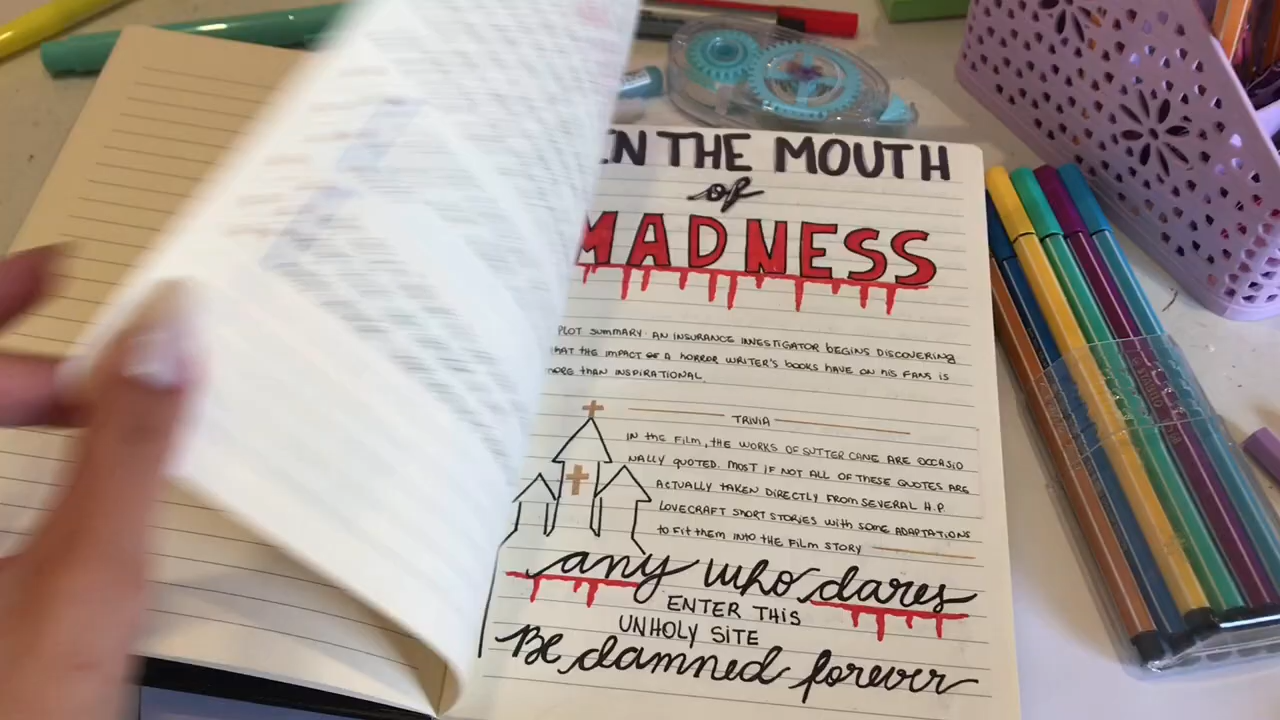 IN THE MOUTH
of
MADNESS
PLOT SUMMARY: AN INSURANCE INVESTIGATOR BEGINS DISCOVERING
HAT THE IMPACT OF A HORROR WRITER'S BOOKS HAVE ON HIS FANS IS
MORE THAN INSPIRATIONAL.
TRIVIA
IN THE FILM, THE WORKS OF SUTTER CANE ARE OCCASIO
NALLY QUOTED. MOST IF NOT ALL OF THESE QUOTES ARE
ACTUALLY TAKEN DIRECTLY FROM SEVERAL H.P.
LOVECRAFT SHORT STORIES WITH SOME ADAPTATIONS
TO FIT THEM INTO THE FILM STORY
any who dares
ENTER THIS
UNHOLY SITE
Be damned forever
STABILO